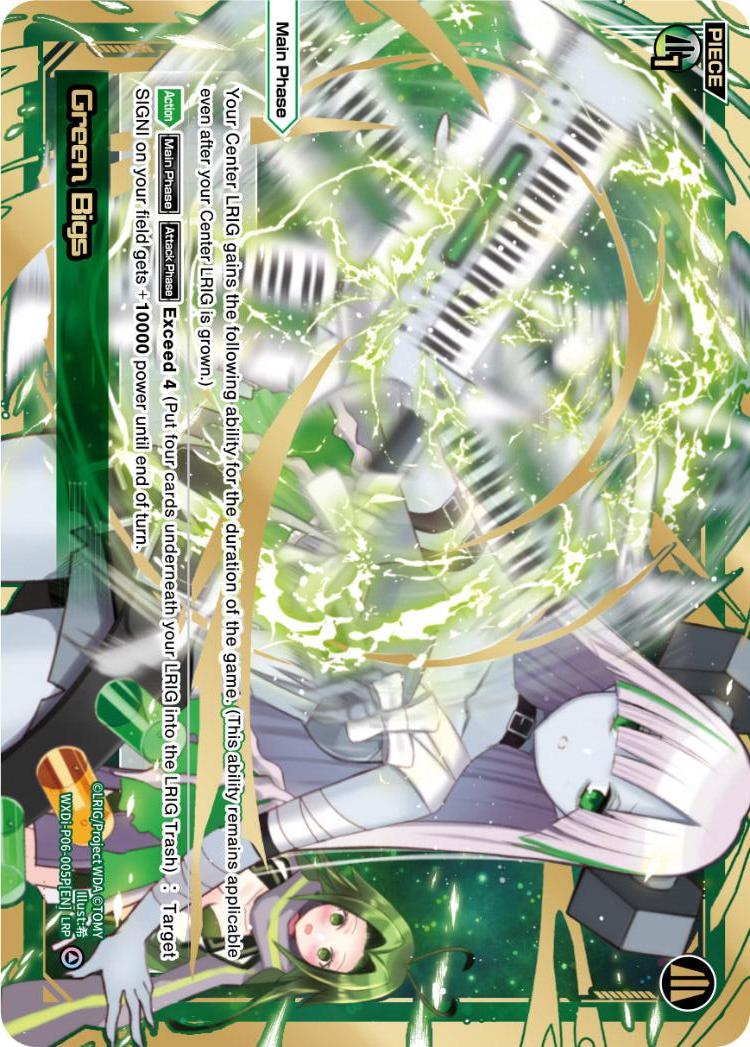 PIECE
1
Main Phase
Your Center LRIG gains the following ability for the duration of the game. (This ability remains applicable
even after your Center LRIG is grown.)
Action Main Phase Attack Phase Exceed 4 (Put four cards underneath your LRIG into the LRIG Trash) : Target
SIGNI on your field gets +10000 power until end of turn.
Green Bigs
©LRIG/Project WDA ©TOMY
Illust:希
WXDi-P06-005P[EN] LRP